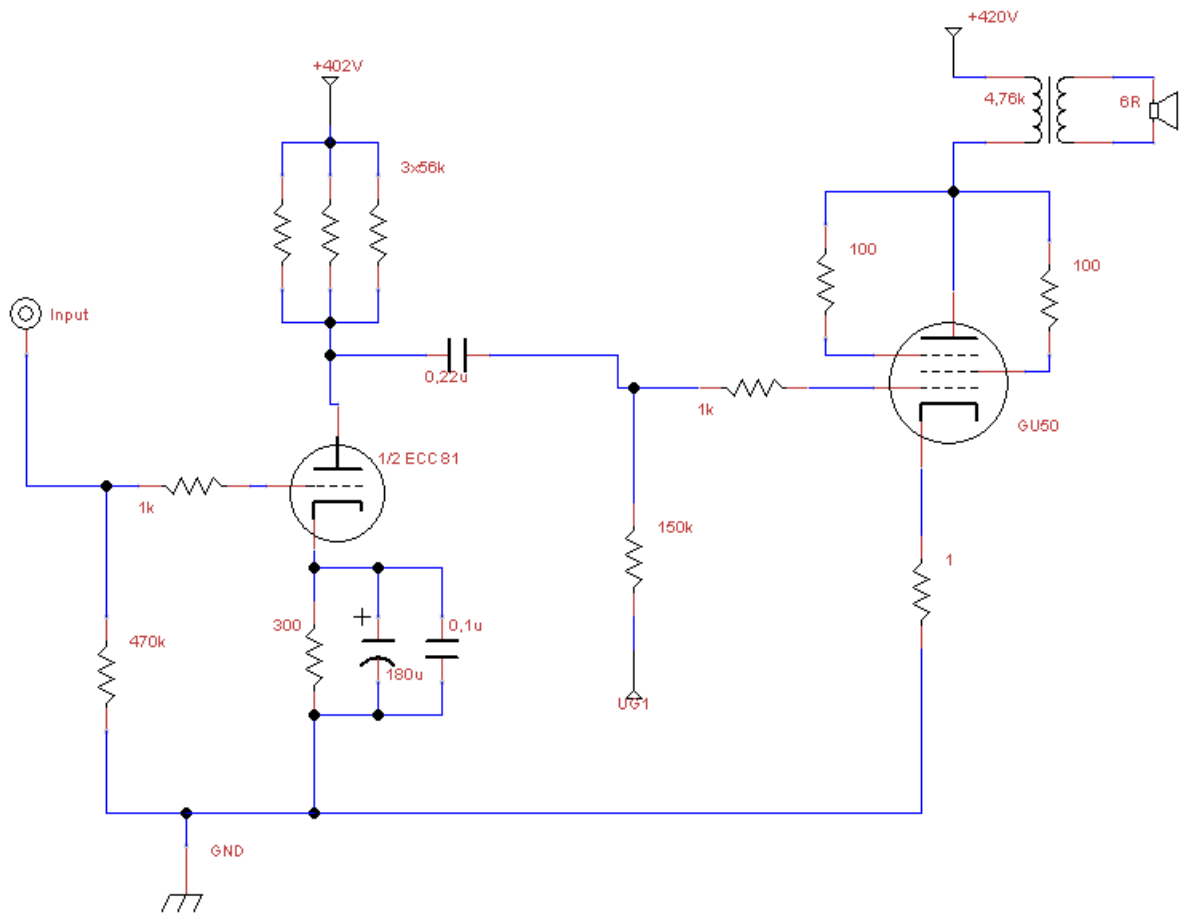 +420V
+402V
4,76k
6R
3x56k
100
100
Input
0,22u
1k
GU50
1/2 ECC81
1k
150k
1
300
+
0,1u
470k
180u
UG1
GND